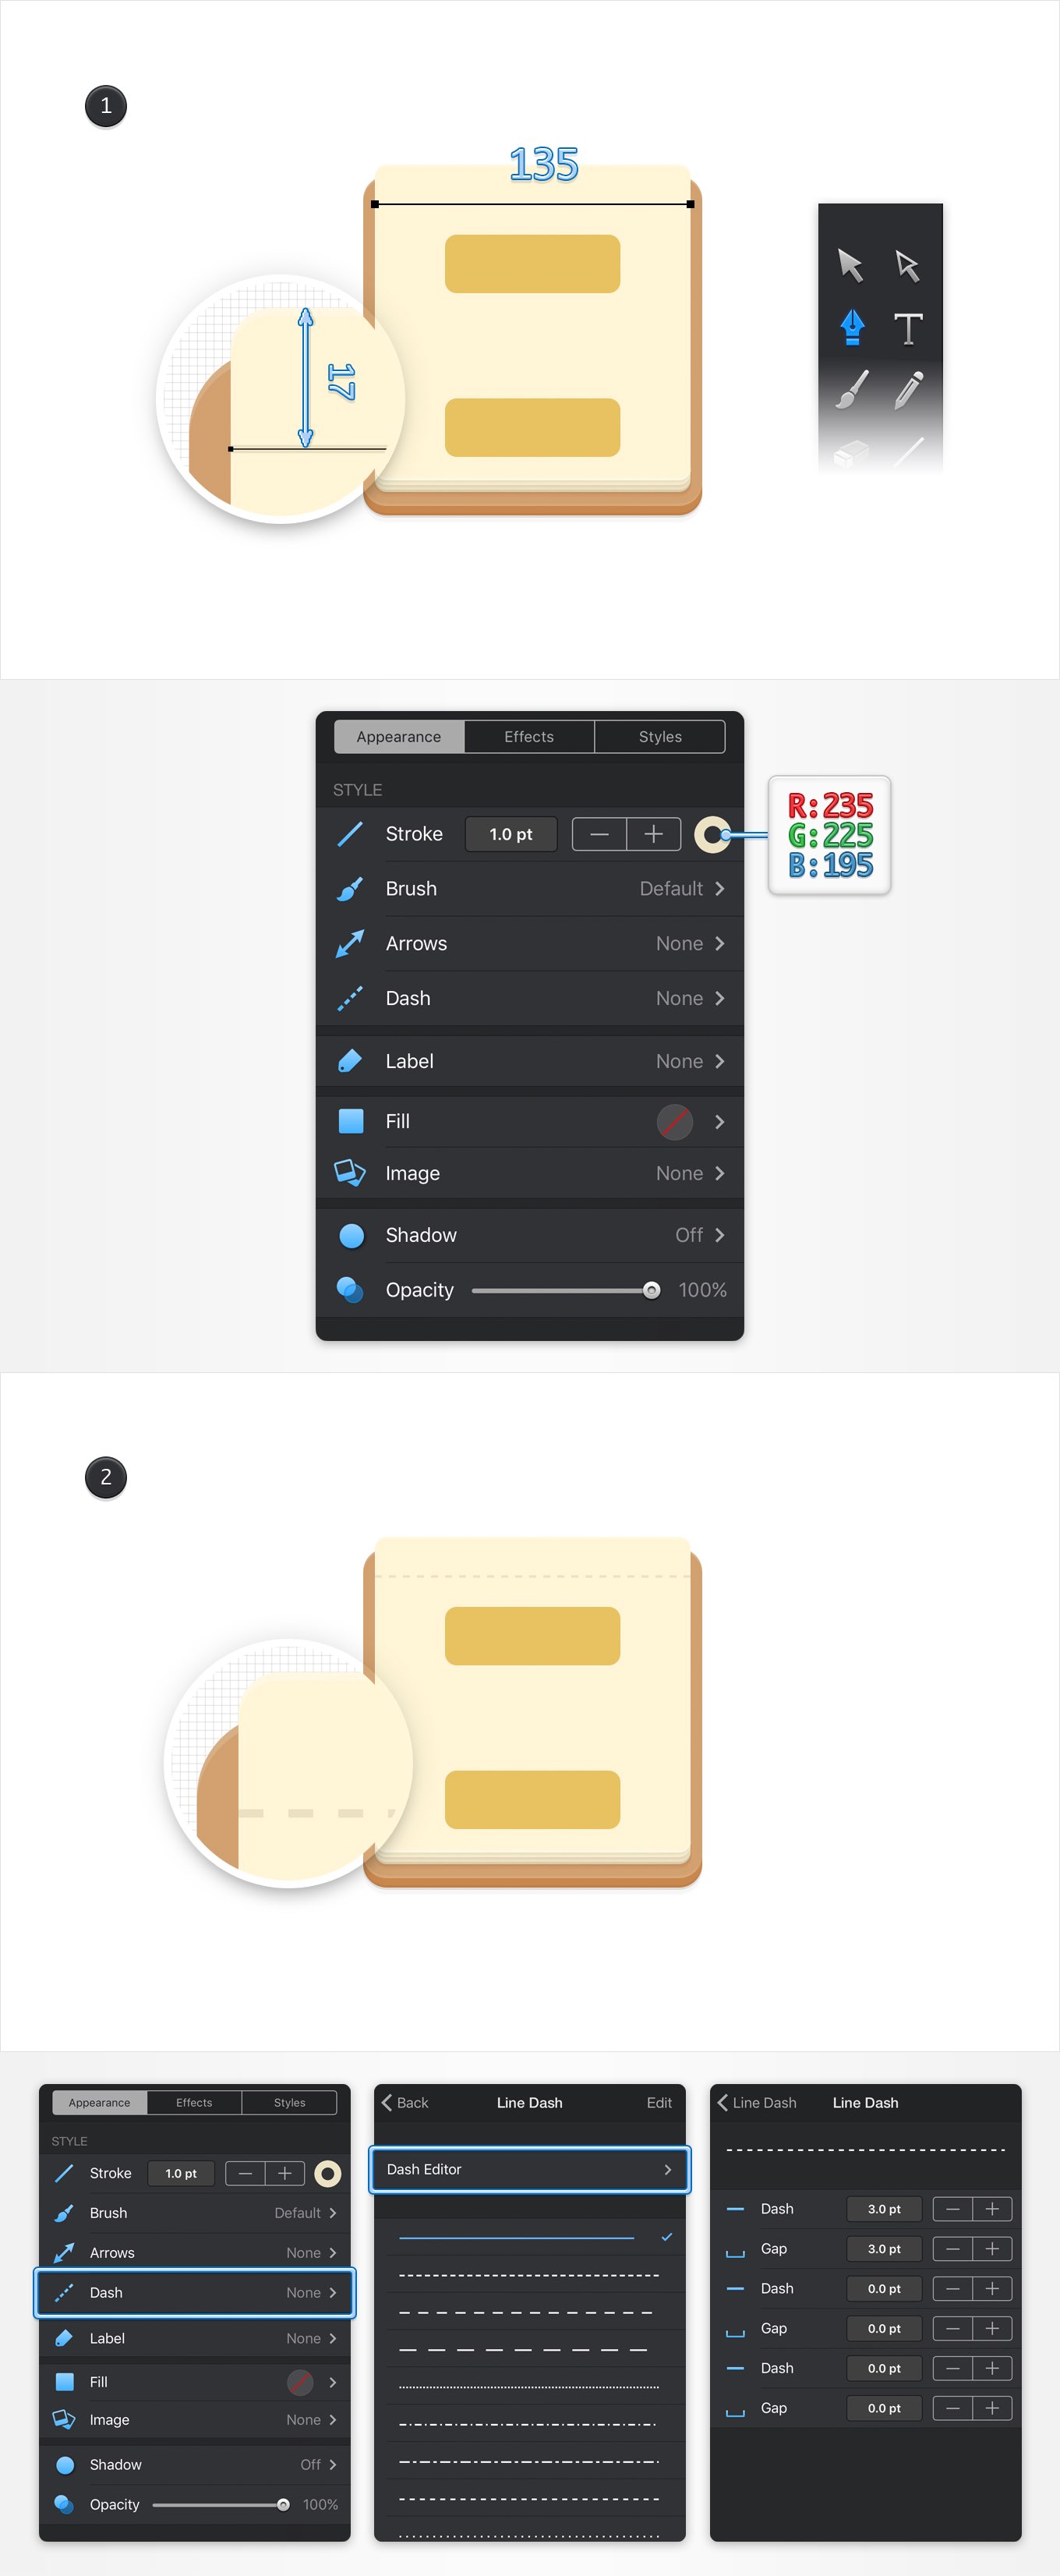 1
135
17
T
Appearance Effects Styles
STYLE
Stroke 1.0 pt — +
R:235
G:225
B:195
Brush Default
Arrows None
Dash None
Label None
Fill
Image None
Shadow Off
Opacity 100%
2
Appearance Effects Styles
STYLE
Stroke 1.0 pt — +
Brush Default
Arrows None
Dash None
Label None
Fill
Image None
Shadow Off
Opacity 100%
Back Line Dash Edit
Dash Editor
Line Dash Line Dash
Dash 3.0 pt — +
Gap 3.0 pt — +
Dash 0.0 pt — +
Gap 0.0 pt — +
Dash 0.0 pt — +
Gap 0.0 pt — +